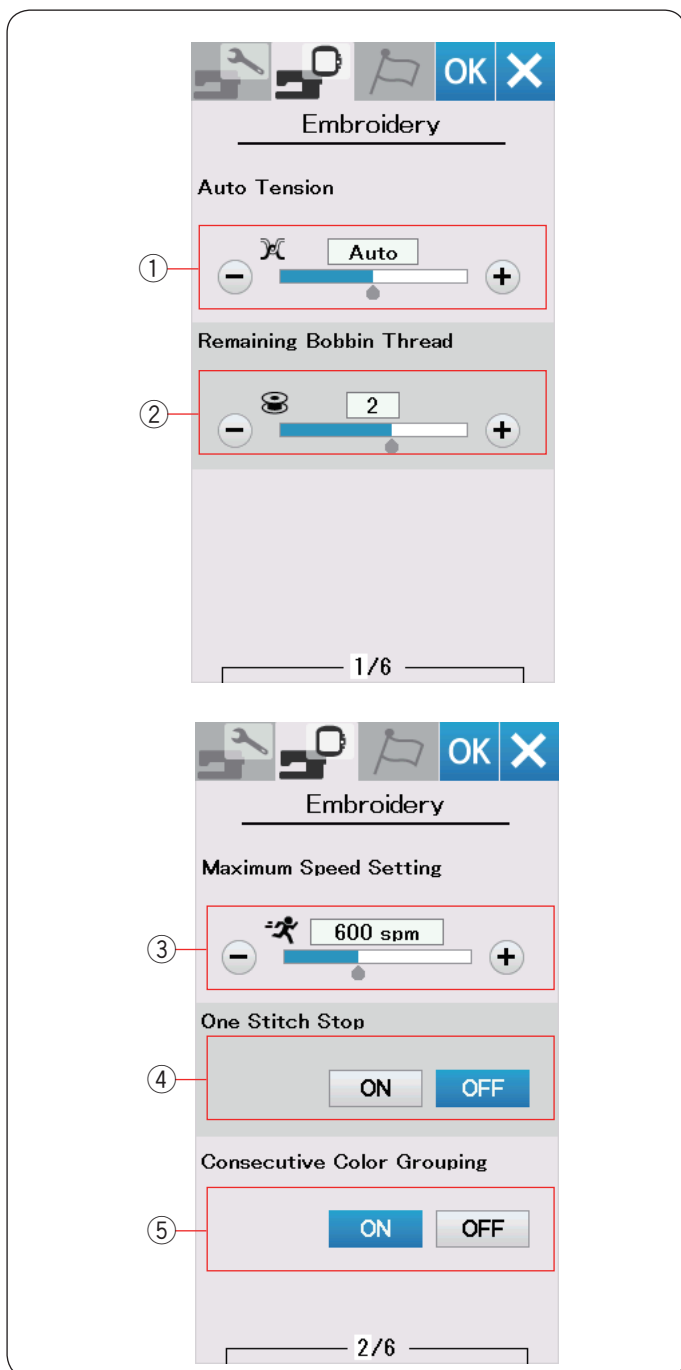 OK
Embroidery
Auto Tension
① Auto
Remaining Bobbin Thread
② 2
1/6
OK
Embroidery
Maximum Speed Setting
③ 600 spm
One Stitch Stop
④ ON OFF
Consecutive Color Grouping
⑤ ON OFF
2/6